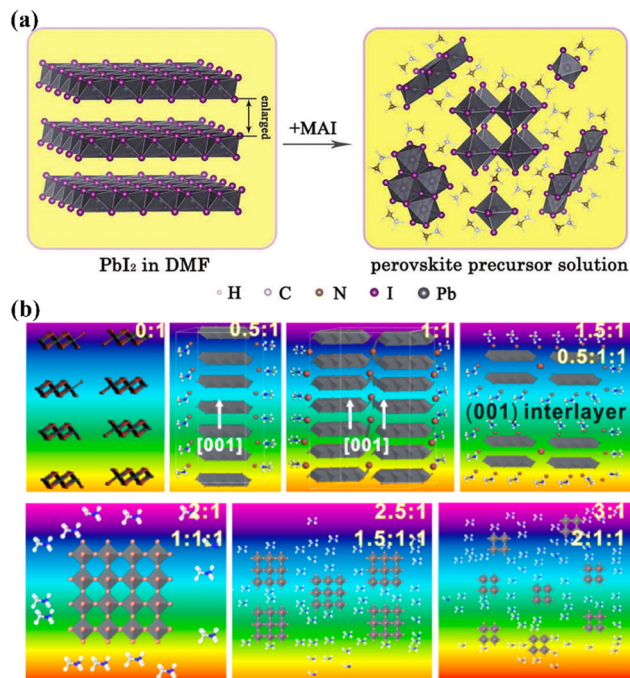 (a)
enlarged
+MAI
PbI₂ in DMF
perovskite precursor solution
H C N I Pb
(b)
0:1
0.5:1
1:1
1.5:1
0.5:1:1
(001) interlayer
[001]
[001]
2:1
1:1:1
2.5:1
1.5:1:1
3:1
2:1:1